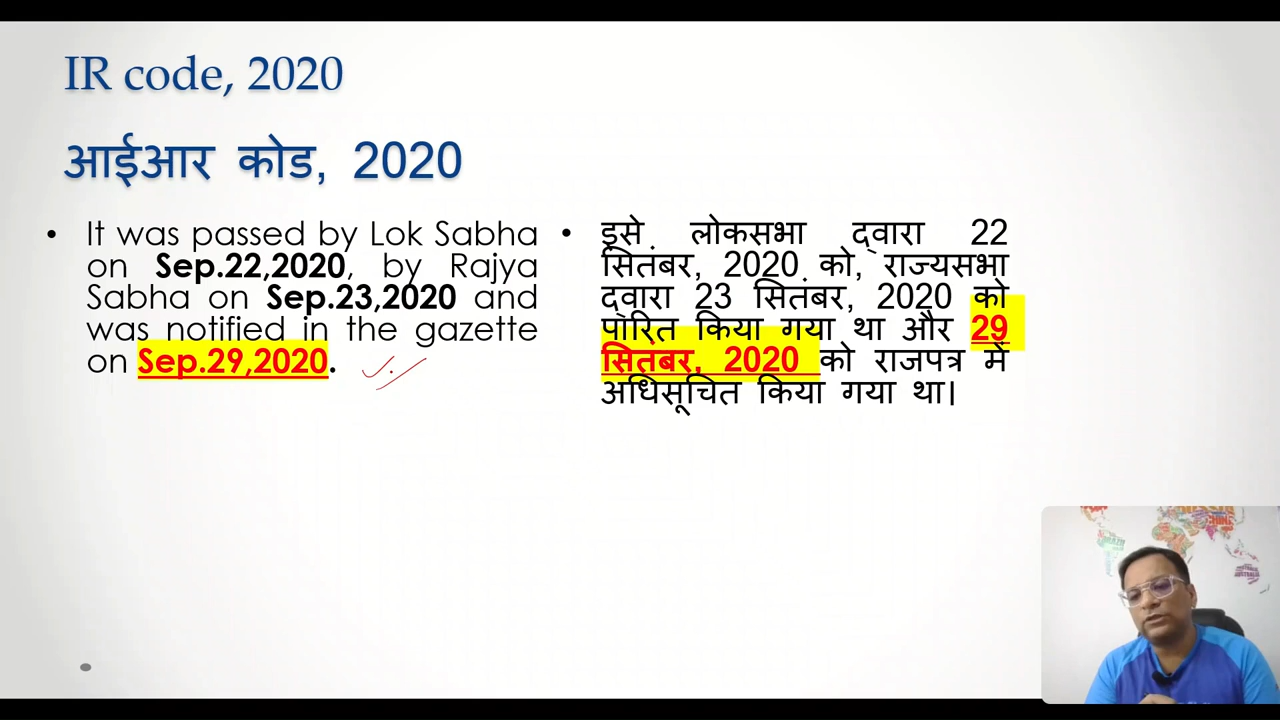 IR code, 2020
आईआर कोड, 2020
• It was passed by Lok Sabha
on Sep.22,2020, by Rajya
Sabha on Sep.23,2020 and
was notified in the gazette
on Sep.29,2020.
• इसे लोकसभा द्वारा 22
सितंबर, 2020 को, राज्यसभा
द्वारा 23 सितंबर, 2020 को
पारित किया गया था और 29
सितंबर, 2020 को राजपत्र में
अधिसूचित किया गया था।
CHINA
AUSTRALIA